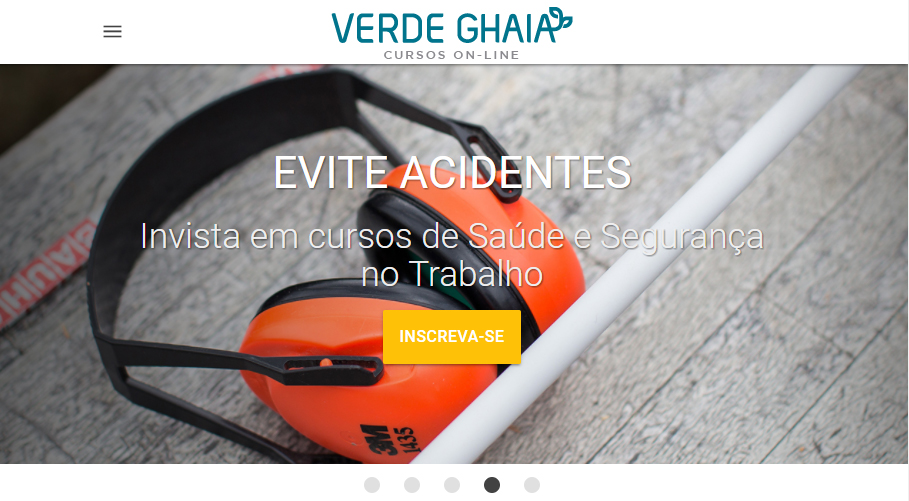 VERDE GHAIA
CURSOS ON-LINE
EVITE ACIDENTES
Invista em cursos de Saúde e Segurança
no Trabalho
INSCREVA-SE
3M
1435